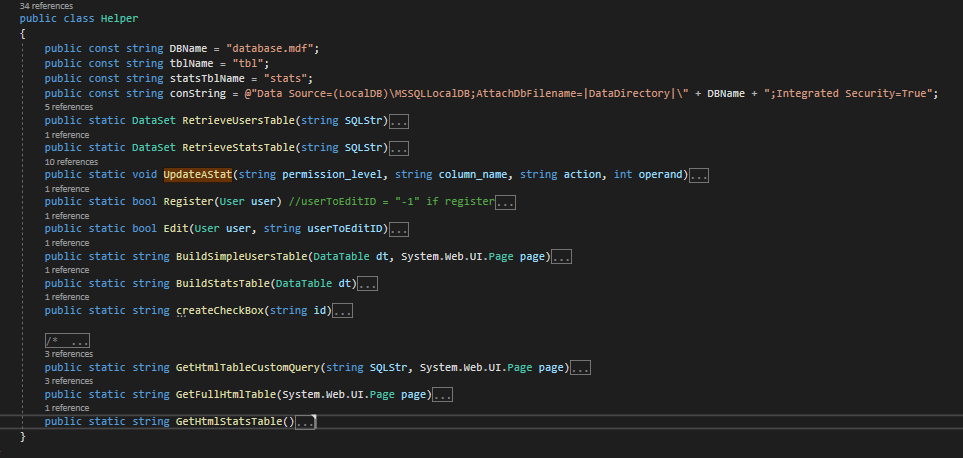 34 references
public class Helper
{
public const string DBName = "database.mdf";
public const string tblName = "tbl";
public const string statsTblName = "stats";
public const string conString = @"Data Source=(LocalDB)\MSSQLLocalDB;AttachDbFilename=|DataDirectory|\" + DBName + ";Integrated Security=True";
5 references
public static DataSet RetrieveUsersTable(string SQLStr)...
1 reference
public static DataSet RetrieveStatsTable(string SQLStr)...
10 references
public static void UpdateAStat(string permission_level, string column_name, string action, int operand)...
1 reference
public static bool Register(User user) //userToEditID = "-1" if register...
1 reference
public static bool Edit(User user, string userToEditID)...
1 reference
public static string BuildSimpleUsersTable(DataTable dt, System.Web.UI.Page page)...
1 reference
public static string BuildStatsTable(DataTable dt)...
1 reference
public static string createCheckBox(string id)...
/* ...
3 references
public static string GetHtmlTableCustomQuery(string SQLStr, System.Web.UI.Page page)...
3 references
public static string GetFullHtmlTable(System.Web.UI.Page page)...
1 reference
public static string GetHtmlStatsTable()...
}